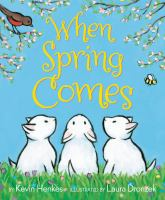 When
Spring
Comes
BY Kevin Henkes • ILLUSTRATED BY Laura Dronzek